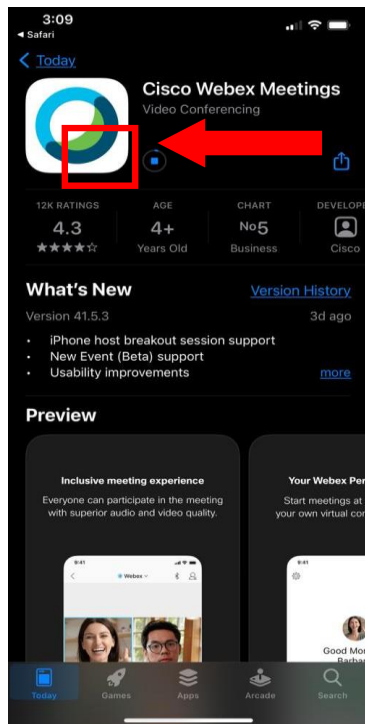 3:09
◀ Safari
Today
Cisco Webex Meetings
Video Conferencing
12K RATINGS AGE CHART DEVELOPE
4.3 4+ No5
★★★★☆ Years Old Business Cisco
What's New Version History
Version 41.5.3 3d ago
• iPhone host breakout session support
• New Event (Beta) support
• Usability improvements more
Preview
Inclusive meeting experience
Everyone can participate in the meeting
with superior audio and video quality.
Your Webex Per
Start meetings at
your own virtual con
9:41
Webex
9:41
Good Mo
Barba
Today Games Apps Arcade Search